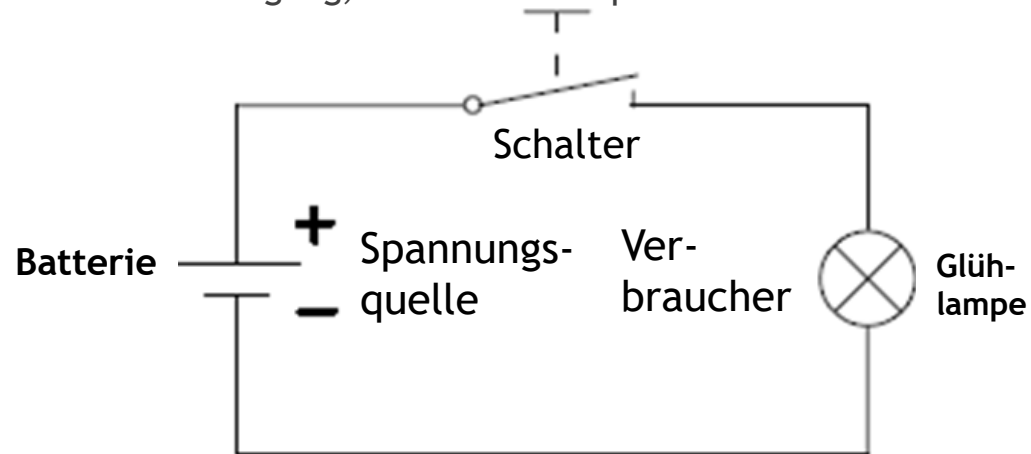 Schalter
+
Batterie
Spannungs-
quelle
Ver-
braucher
Glüh-
lampe
–